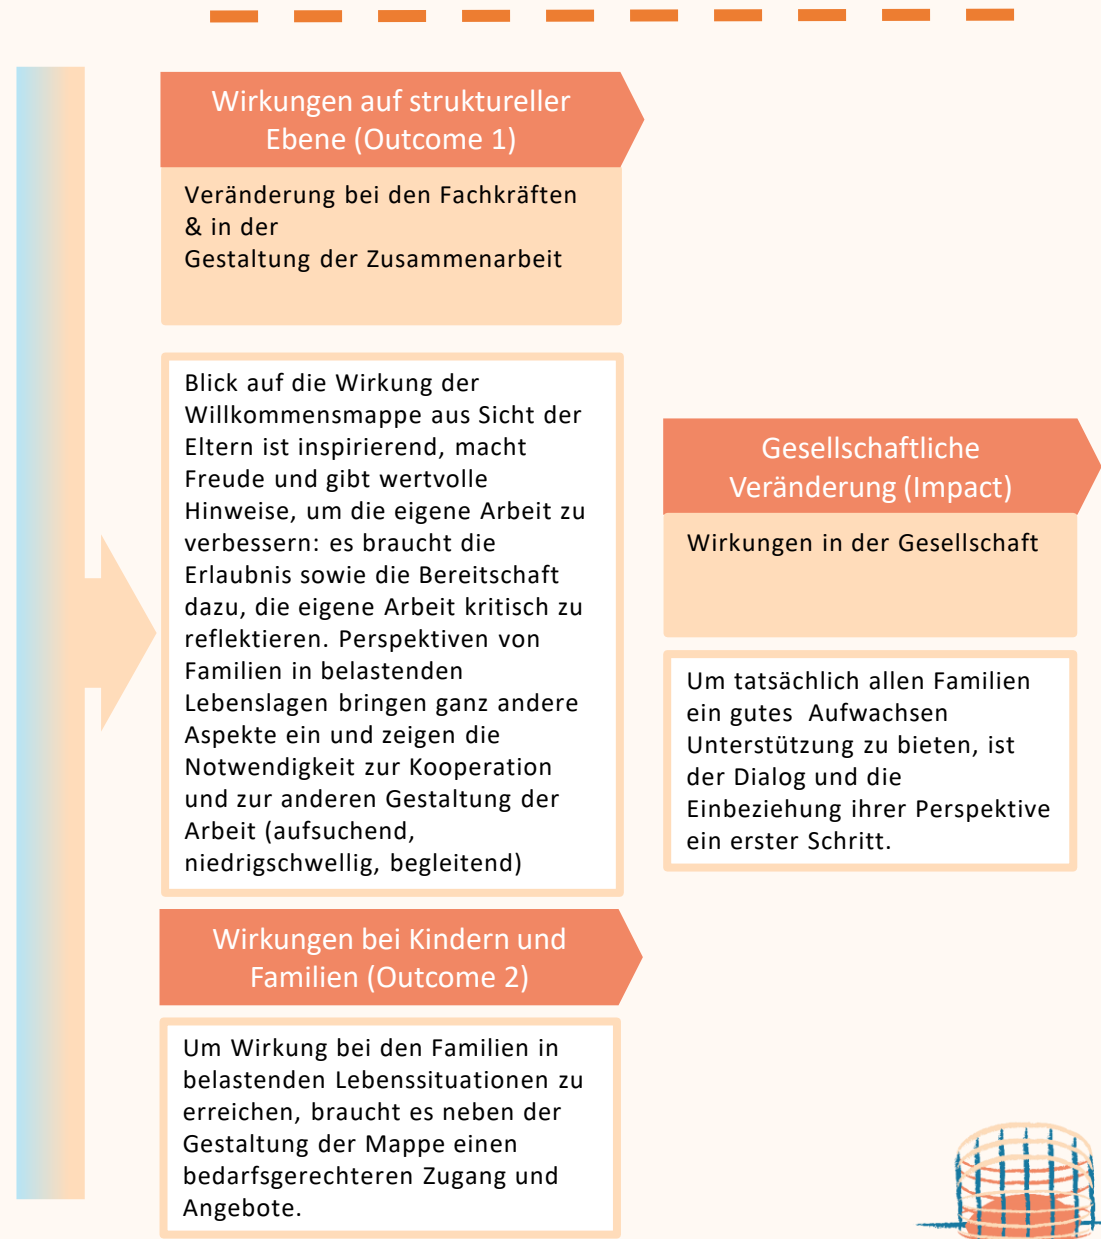 Wirkungen auf struktureller
Ebene (Outcome 1)
Veränderung bei den Fachkräften
& in der
Gestaltung der Zusammenarbeit
Blick auf die Wirkung der
Willkommensmappe aus Sicht der
Eltern ist inspirierend, macht
Freude und gibt wertvolle
Hinweise, um die eigene Arbeit zu
verbessern: es braucht die
Erlaubnis sowie die Bereitschaft
dazu, die eigene Arbeit kritisch zu
reflektieren. Perspektiven von
Familien in belastenden
Lebenslagen bringen ganz andere
Aspekte ein und zeigen die
Notwendigkeit zur Kooperation
und zur anderen Gestaltung der
Arbeit (aufsuchend,
niedrigschwellig, begleitend)
Wirkungen bei Kindern und
Familien (Outcome 2)
Um Wirkung bei den Familien in
belastenden Lebenssituationen zu
erreichen, braucht es neben der
Gestaltung der Mappe einen
bedarfsgerechteren Zugang und
Angebote.
Gesellschaftliche
Veränderung (Impact)
Wirkungen in der Gesellschaft
Um tatsächlich allen Familien
ein gutes  Aufwachsen
Unterstützung zu bieten, ist
der Dialog und die
Einbeziehung ihrer Perspektive
ein erster Schritt.